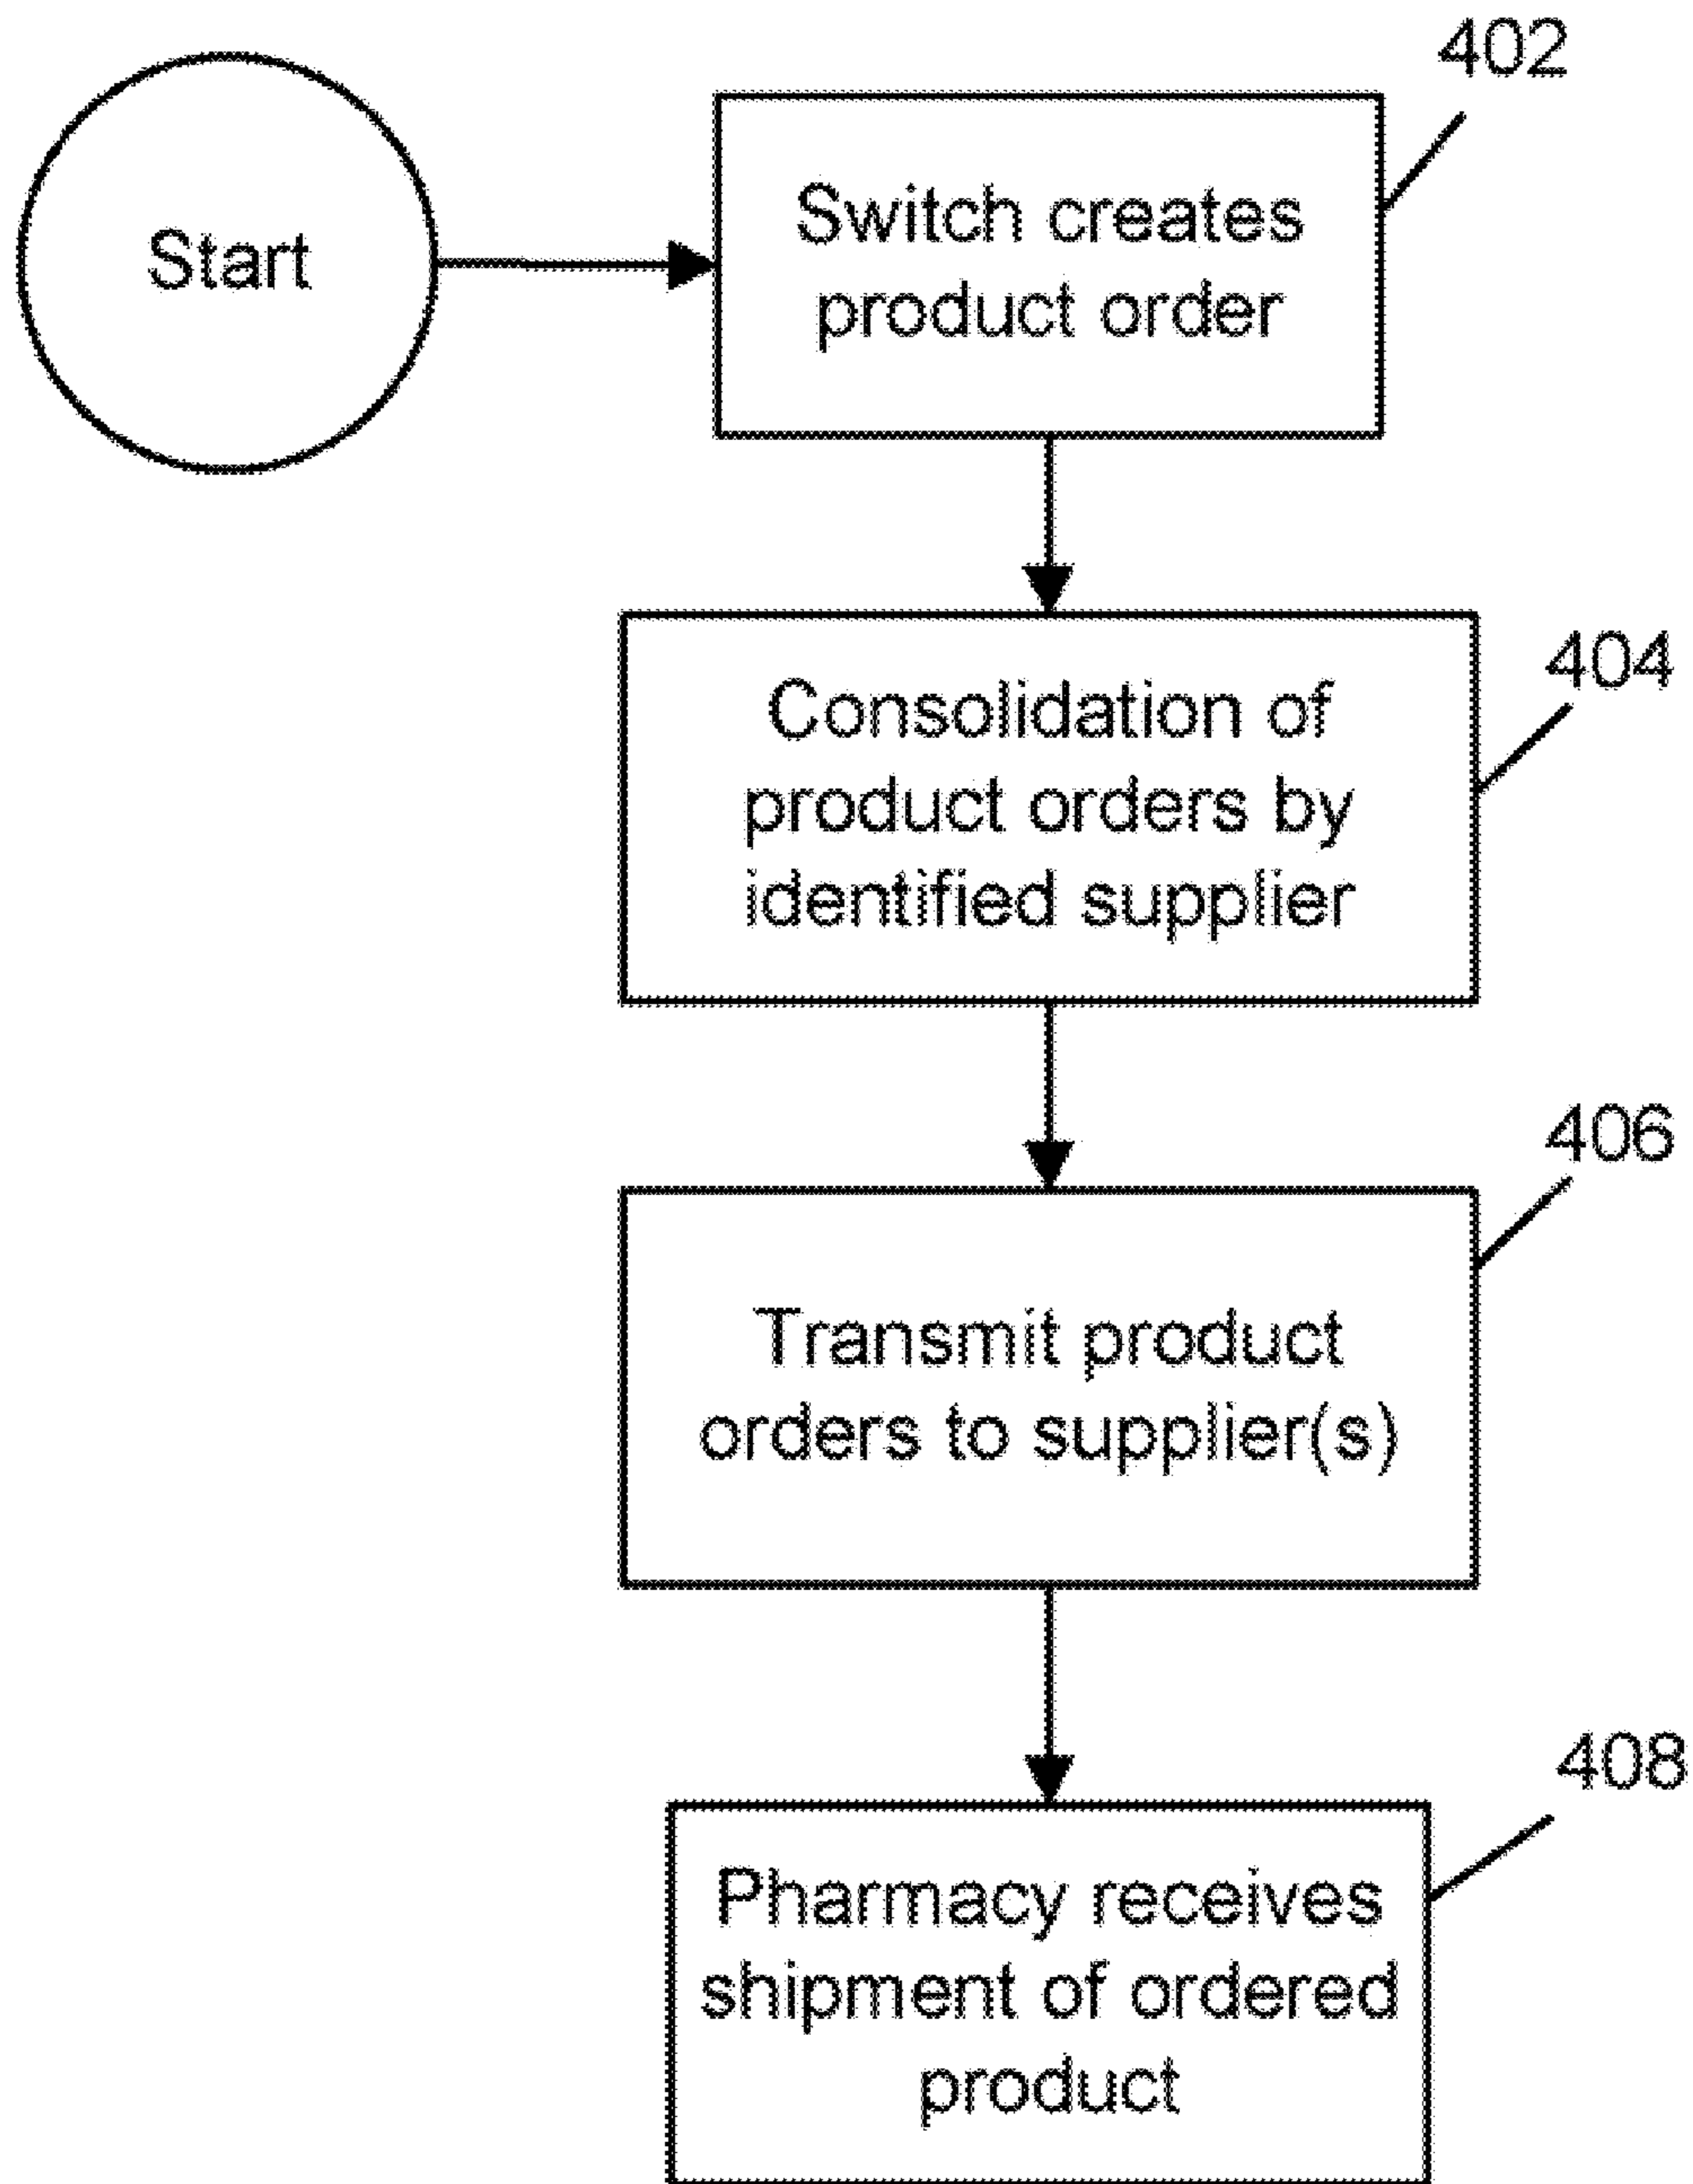 402
Start
Switch creates
product order
404
Consolidation of
product orders by
identified supplier
406
Transmit product
orders to supplier(s)
408
Pharmacy receives
shipment of ordered
product